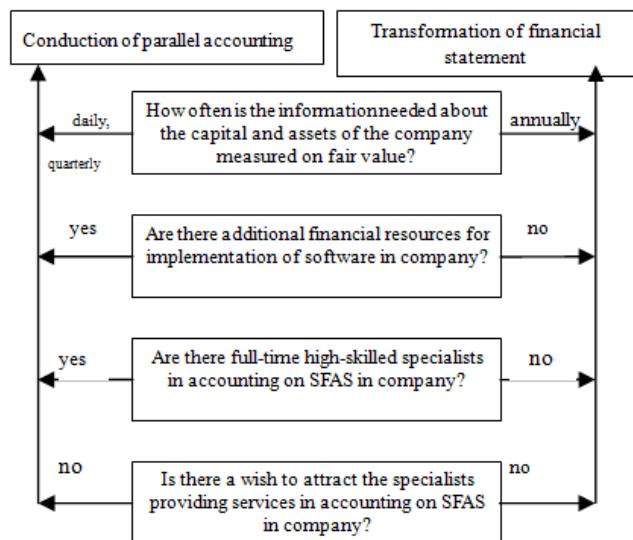 Conduction of parallel accounting
Transformation of financial
statement
How often is the informationneeded about
the capital and assets of the company
measured on fair value?
daily,
quarterly
annually
yes
Are there additional financial resources for
implementation of software in company?
no
yes
Are there full-time high-skilled specialists
in accounting on SFAS in company?
no
no
Is there a wish to attract the specialists
providing services in accounting on SFAS
in company?
no